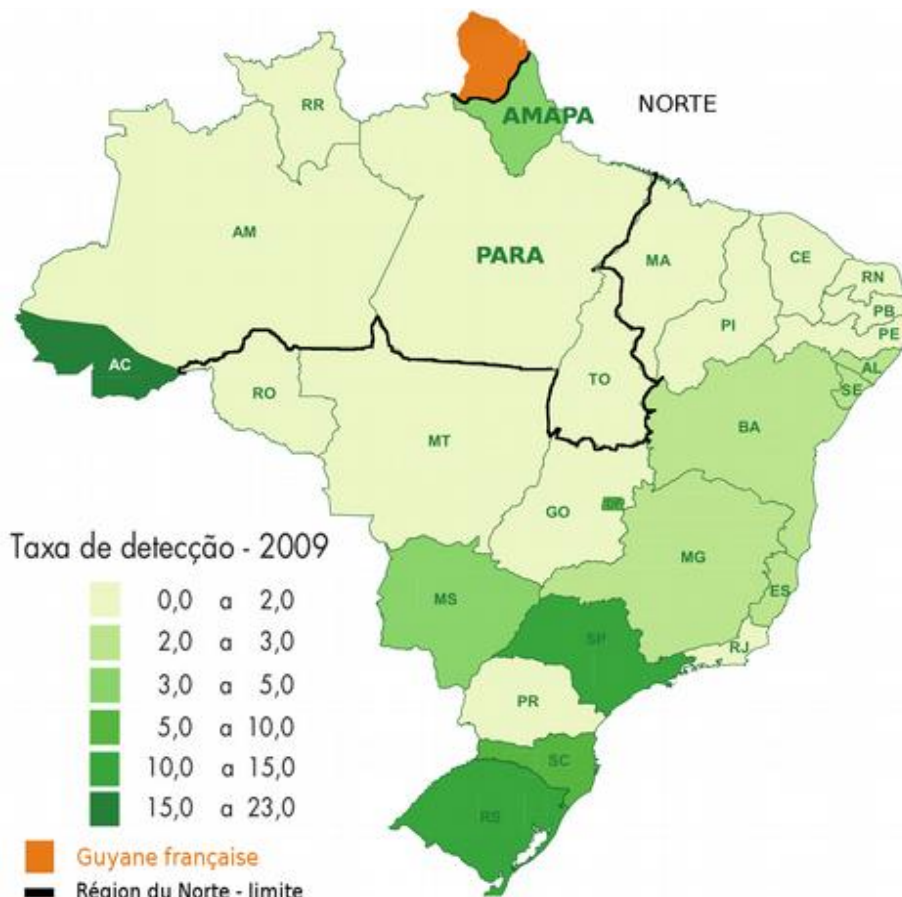 NORTE
RR
AMAPA
AM
PARA
MA
CE
RN
PB
PE
PI
AL
SE
AC
RO
TO
BA
MT
GO
MG
ES
MS
SP
RJ
PR
SC
RS
Taxa de detecção - 2009
0,0 a 2,0
2,0 a 3,0
3,0 a 5,0
5,0 a 10,0
10,0 a 15,0
15,0 a 23,0
Guyane française
Région du Norte - limite